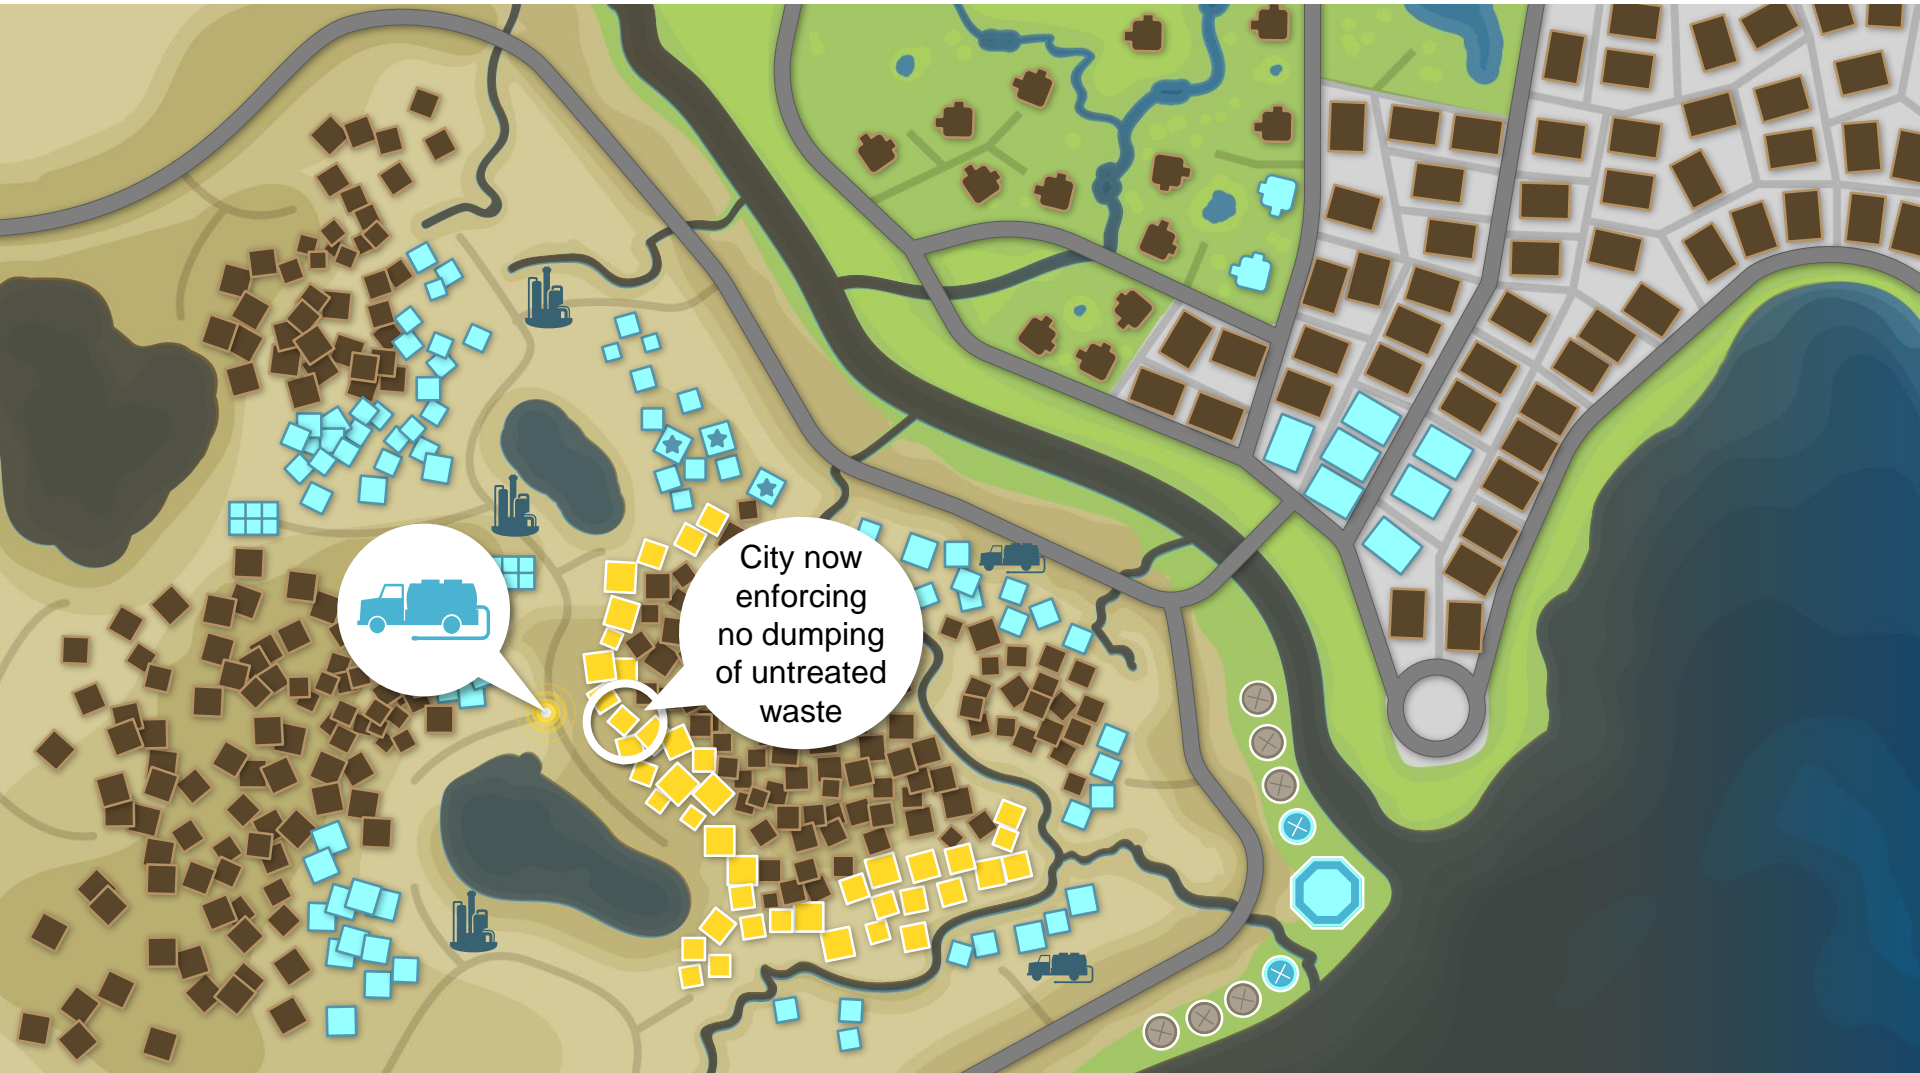 City now
enforcing
no dumping
of untreated
waste